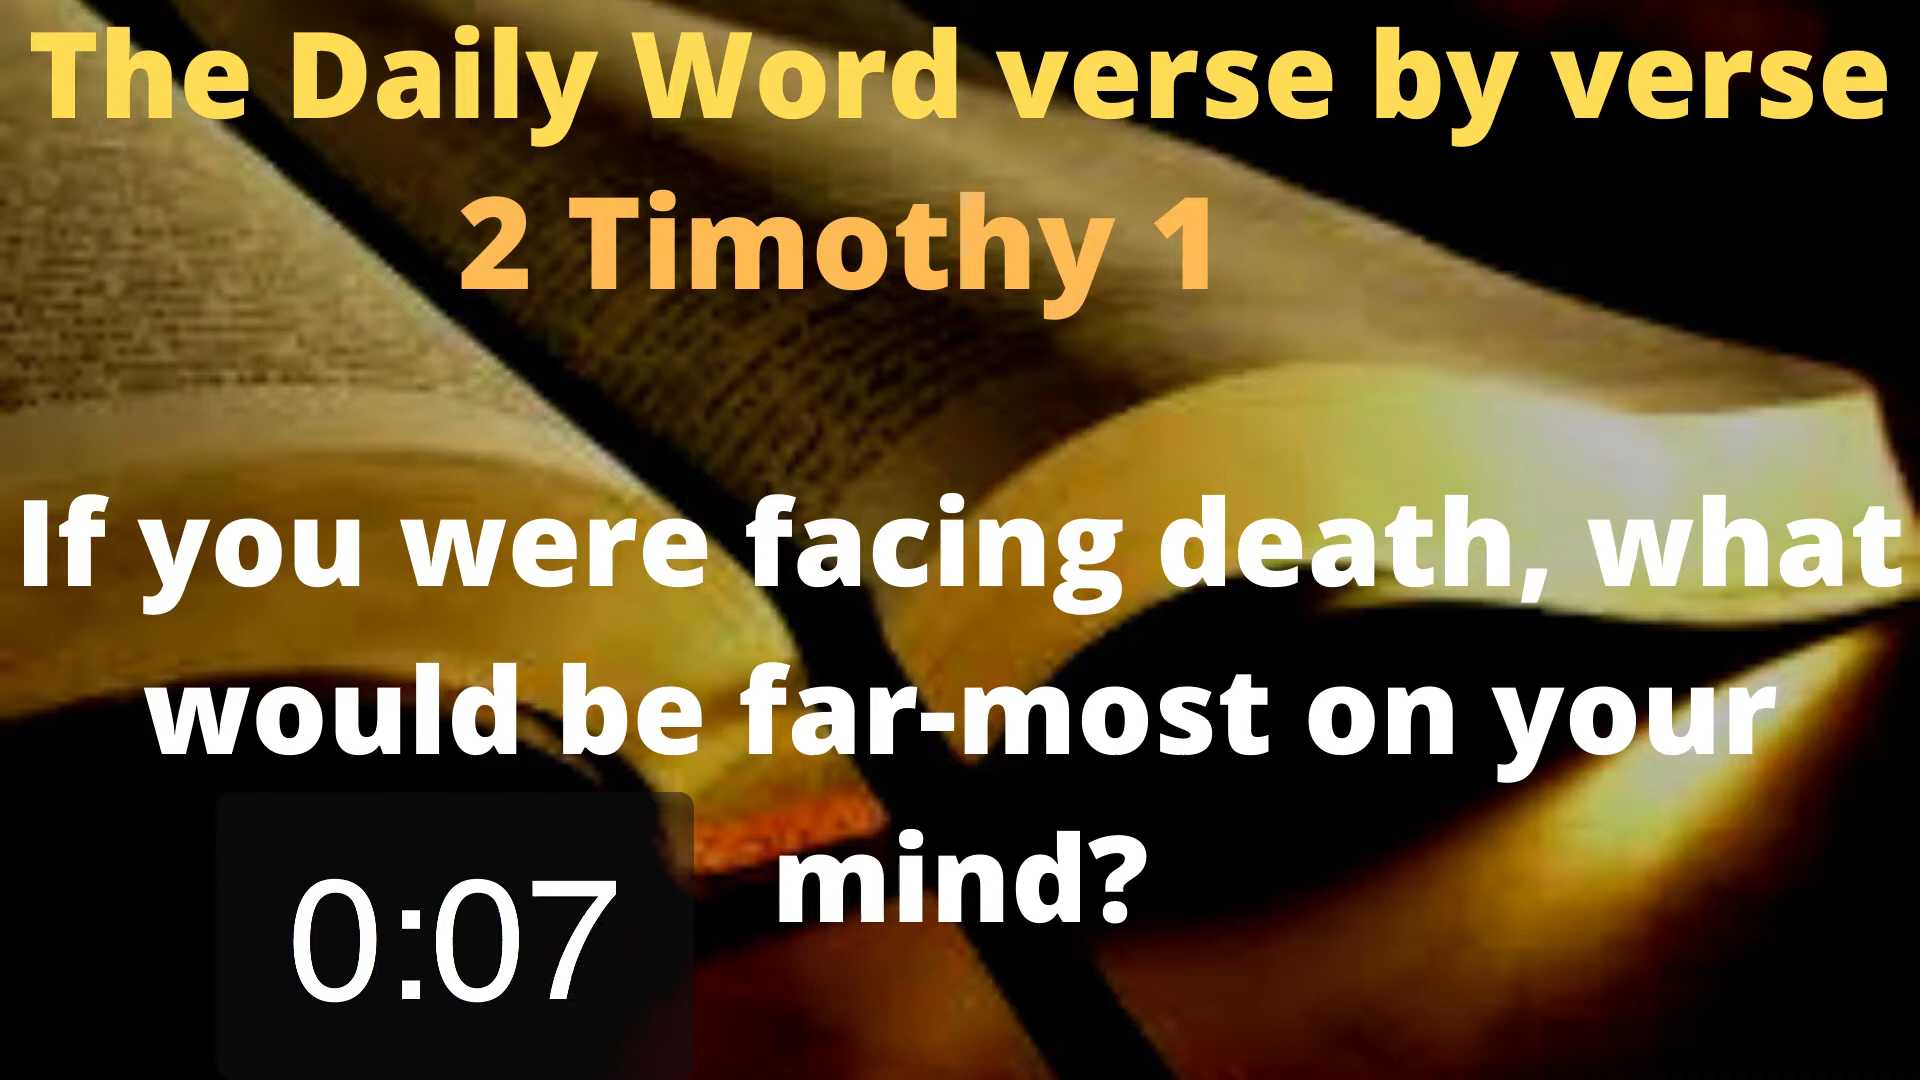 The Daily Word verse by verse
2 Timothy 1
If you were facing death, what
would be far-most on your
mind?
0:07